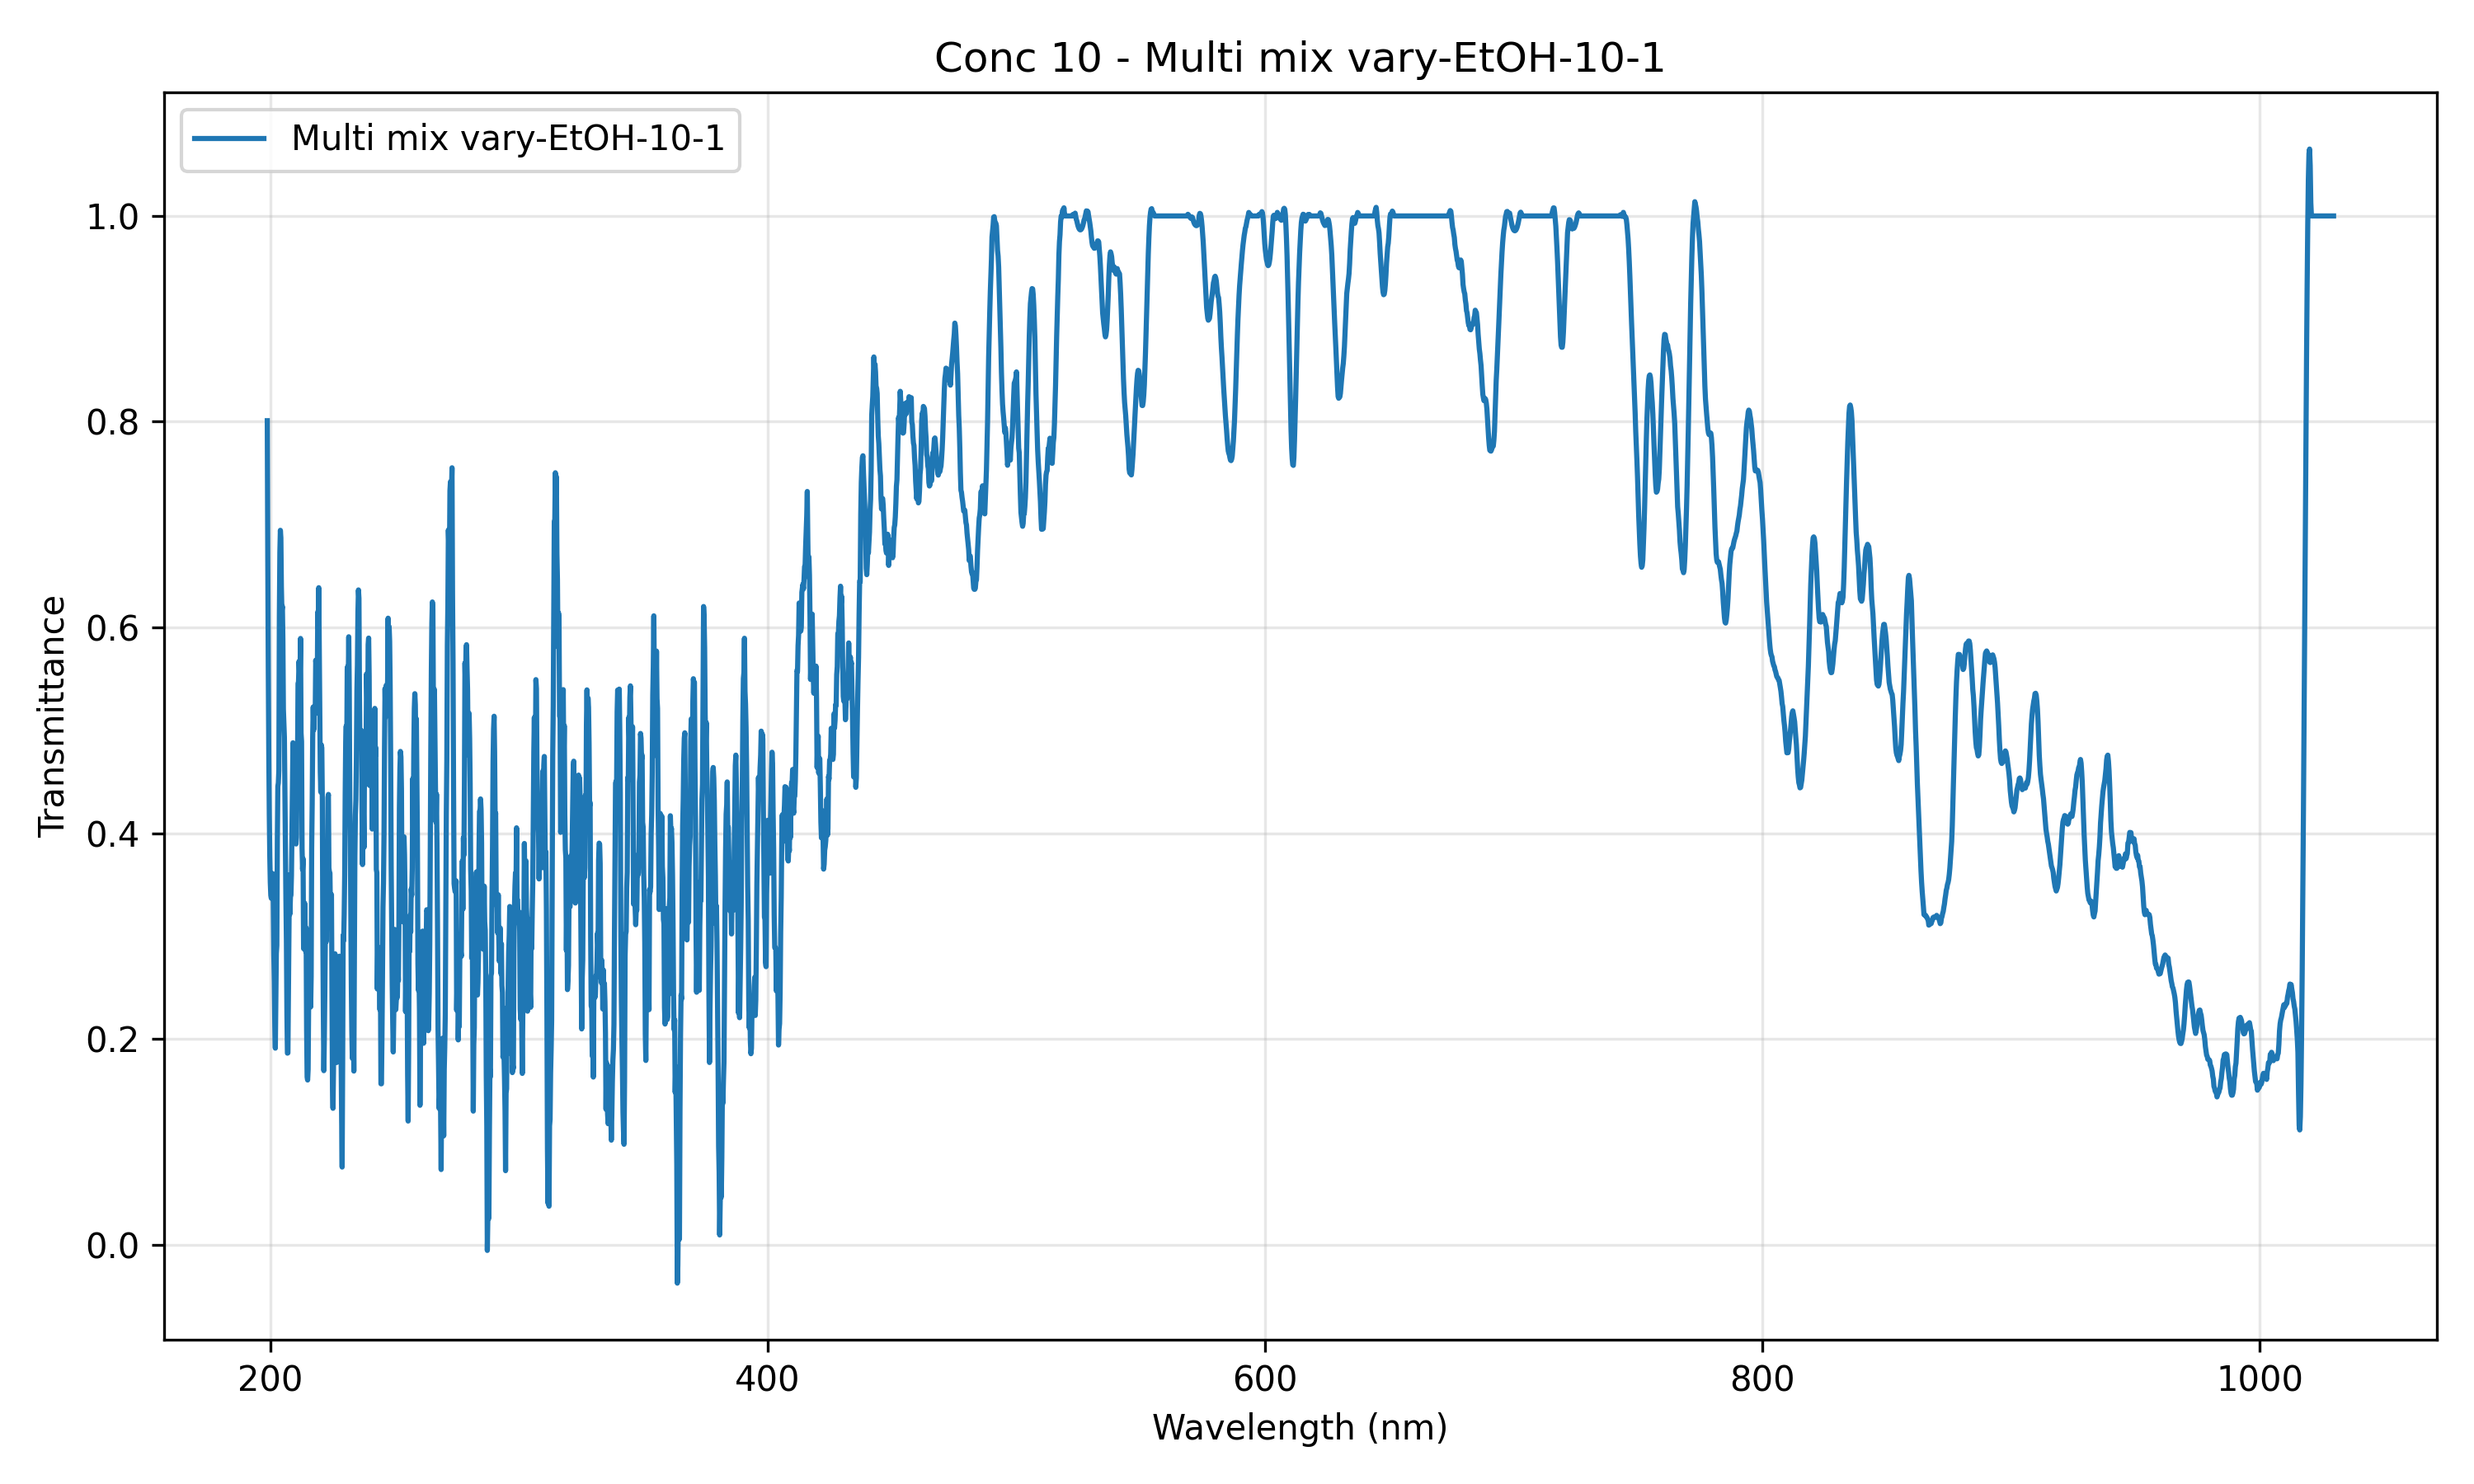 Conc 10 - Multi mix vary-EtOH-10-1
Multi mix vary-EtOH-10-1
Transmittance
1.0
0.8
0.6
0.4
0.2
0.0
200 400 600 800 1000
Wavelength (nm)